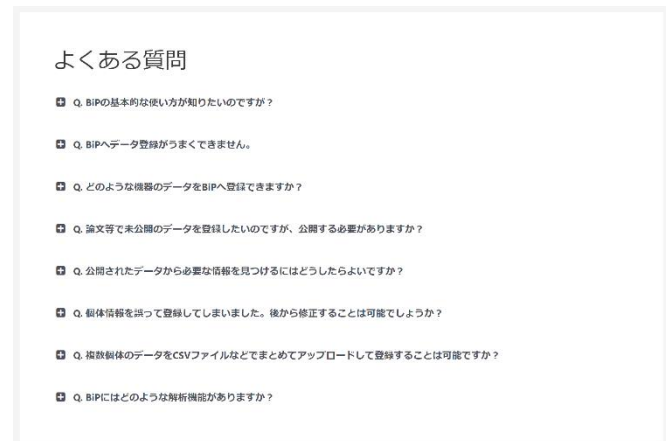 よくある質問
Q. BiPの基本的な使い方が知りたいのですが？
Q. BiPへデータ登録がうまくできません。
Q. どのような機器のデータをBiPへ登録できますか？
Q. 論文等で未公開のデータを登録したいのですが、公開する必要がありますか？
Q. 公開されたデータから必要な情報を見つけるにはどうしたらよいですか？
Q. 個体情報を誤って登録してしまいました。後から修正することは可能でしょうか？
Q. 複数個体のデータをCSVファイルなどでまとめてアップロードして登録することは可能ですか？
Q. BiPにはどのような解析機能がありますか？